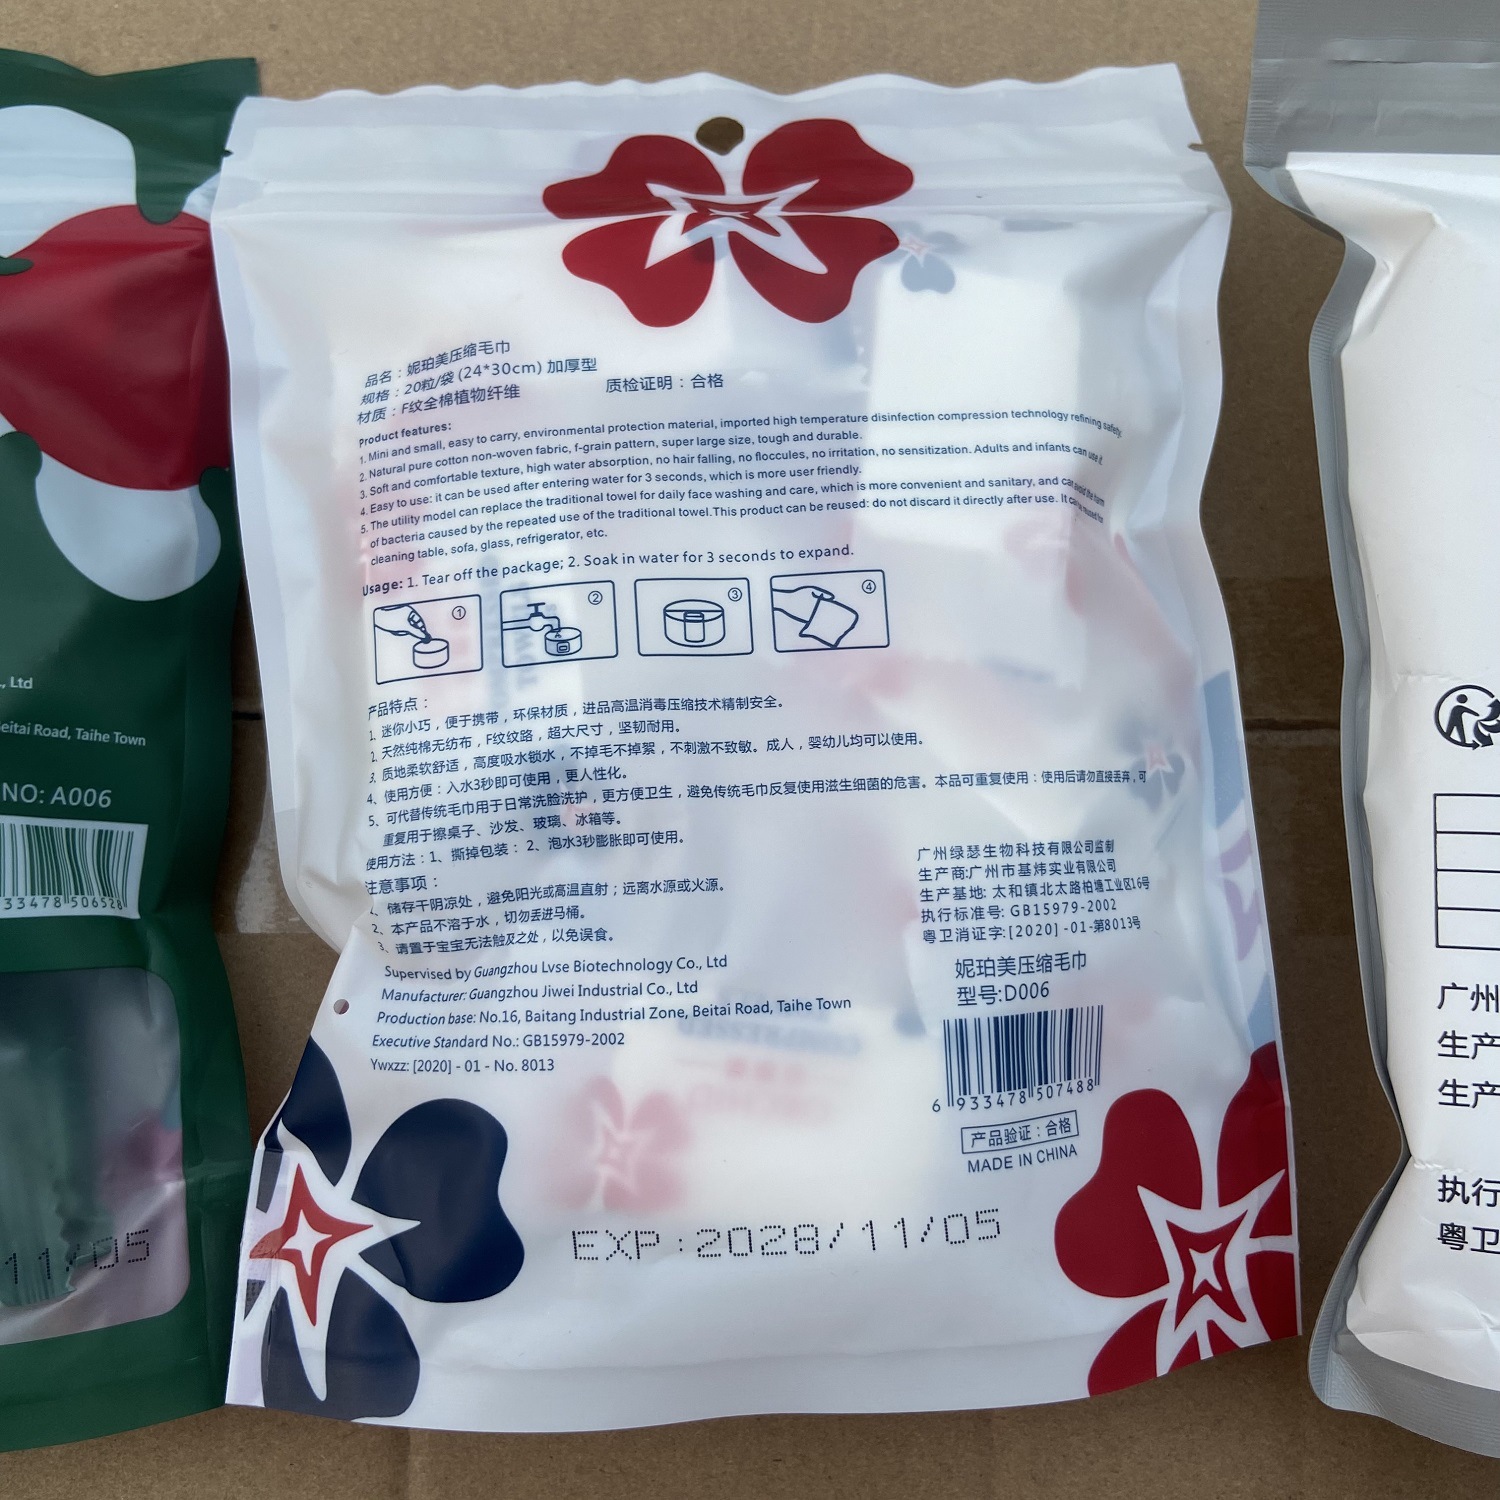 , Ltd
Beitai Road, Taihe Town
NO: A006
33478 506528
11/05
品名：妮珀美压缩毛巾
规格：20粒/袋 (24*30cm) 加厚型
材质：F纹全棉植物纤维
质检证明：合格
Product features:
1. Mini and small, easy to carry, environmental protection material, imported high temperature disinfection compression technology refining safety.
2. Natural pure cotton non-woven fabric, f-grain pattern, super large size, tough and durable.
3. Soft and comfortable texture, high water absorption, no hair falling, no floccules, no irritation, no sensitization. Adults and infants can use it.
4. Easy to use: it can be used after entering water for 3 seconds, which is more user friendly.
5. The utility model can replace the traditional towel for daily face washing and care, which is more convenient and sanitary, and can avoid the harm
of bacteria caused by the repeated use of the traditional towel.This product can be reused: do not discard it directly after use. It can be reused for
cleaning table, sofa, glass, refrigerator, etc.
Usage: 1. Tear off the package; 2. Soak in water for 3 seconds to expand.
① ② ③ ④
产品特点：
1、迷你小巧，便于携带，环保材质，进品高温消毒压缩技术精制安全。
2、天然纯棉无纺布，F纹纹路，超大尺寸，坚韧耐用。
3、质地柔软舒适，高度吸水锁水，不掉毛不掉絮，不刺激不致敏。成人，婴幼儿均可以使用。
4、使用方便：入水3秒即可使用，更人性化。
5、可代替传统毛巾用于日常洗脸洗护，更方便卫生，避免传统毛巾反复使用滋生细菌的危害。本品可重复使用：使用后请勿直接丢弃，可
重复用于擦桌子、沙发、玻璃、冰箱等。
使用方法：1、撕掉包装： 2、泡水3秒膨胀即可使用。
注意事项：
1、储存干阴凉处，避免阳光或高温直射；远离水源或火源。
2、本产品不溶于水，切勿丢进马桶。
3、请置于宝宝无法触及之处，以免误食。
Supervised by Guangzhou Lvse Biotechnology Co., Ltd
Manufacturer: Guangzhou Jiwei Industrial Co., Ltd
Production base: No.16, Baitang Industrial Zone, Beitai Road, Taihe Town
Executive Standard No.: GB15979-2002
Ywxzz: [2020] - 01 - No. 8013
广州绿瑟生物科技有限公司监制
生产商:广州市基炜实业有限公司
生产基地: 太和镇北太路柏塘工业区16号
执行标准号: GB15979-2002
粤卫消证字:[2020] -01-第8013号
妮珀美压缩毛巾
型号:D006
6 933478 507488
产品验证：合格
MADE IN CHINA
EXP:2028/11/05
广州
生产
生产
执行
粤卫